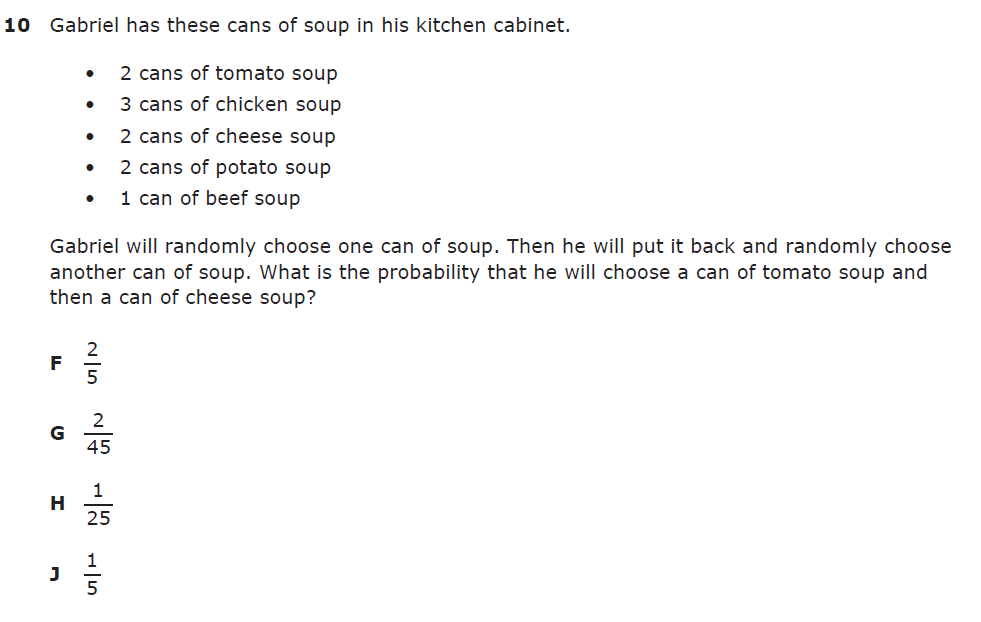 10 Gabriel has these cans of soup in his kitchen cabinet.
• 2 cans of tomato soup
• 3 cans of chicken soup
• 2 cans of cheese soup
• 2 cans of potato soup
• 1 can of beef soup
Gabriel will randomly choose one can of soup. Then he will put it back and randomly choose
another can of soup. What is the probability that he will choose a can of tomato soup and
then a can of cheese soup?
F 2/5
G 2/45
H 1/25
J 1/5